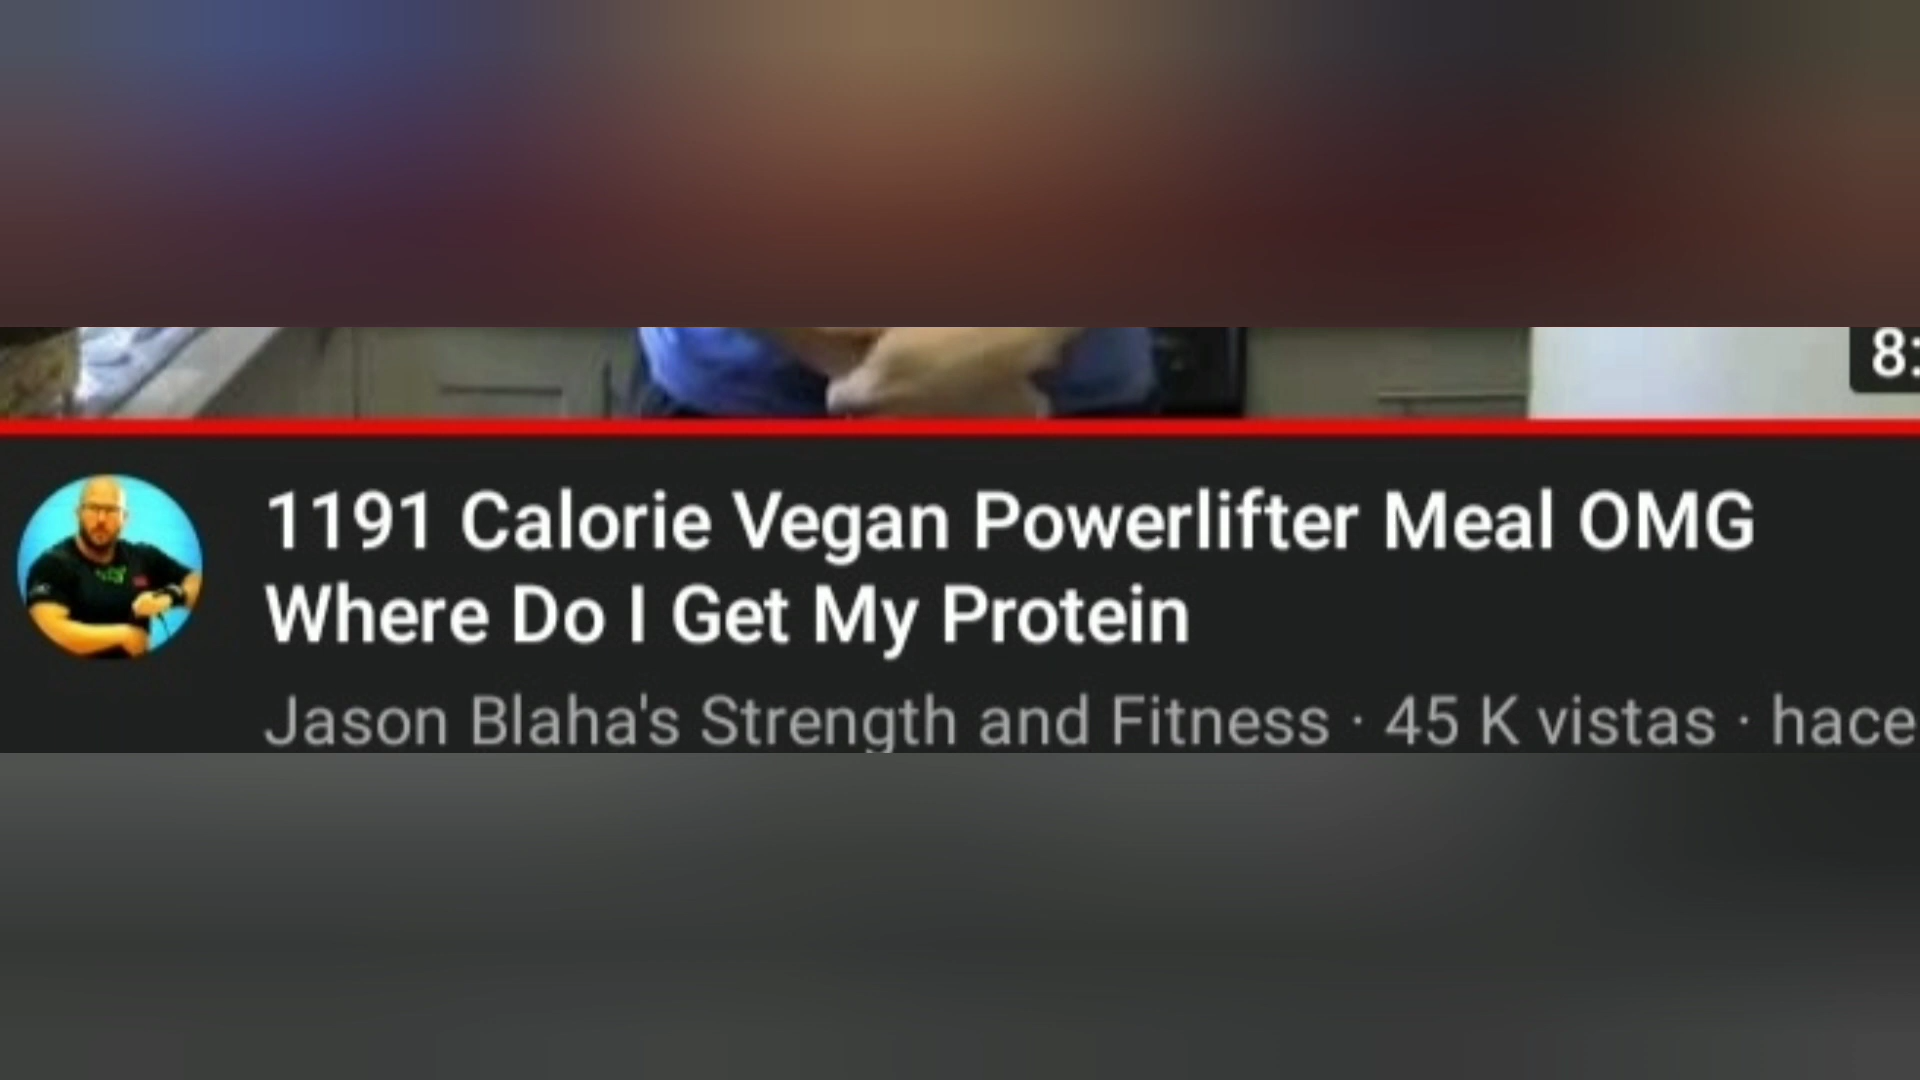 8:
1191 Calorie Vegan Powerlifter Meal OMG
Where Do I Get My Protein
Jason Blaha's Strength and Fitness · 45 K vistas · hace